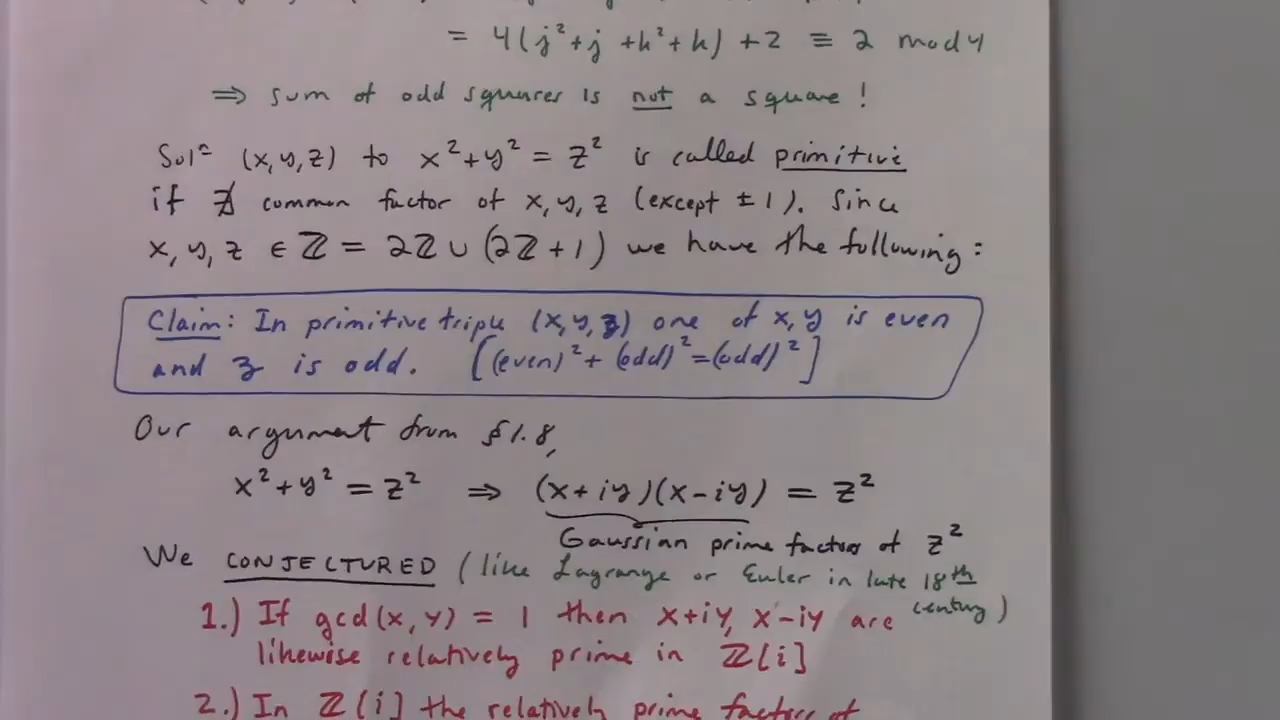 = 4(j²+j +k²+k) +2 ≡ 2 mod 4
⇒ sum of odd squares is not a square!
Solⁿ (x,y,z) to x²+y² = z² is called primitive
if ∄ common factor of x,y,z (except ±1). Since
x,y,z ∈ ℤ = 2ℤ ∪ (2ℤ+1) we have the following:
Claim: In primitive triple (x,y,z) one of x,y is even
and z is odd. [(even)²+(odd)²=(odd)²]
Our argument from §1.8,
x²+y² = z² ⇒ (x+iy)(x-iy) = z²
Gaussian prime factors of z²
We CONJECTURED (like Lagrange or Euler in late 18th
century)
1.) If gcd(x,y) = 1 then x+iy, x-iy are
likewise relatively prime in ℤ[i]
2.) In ℤ[i] the relatively prime factors of